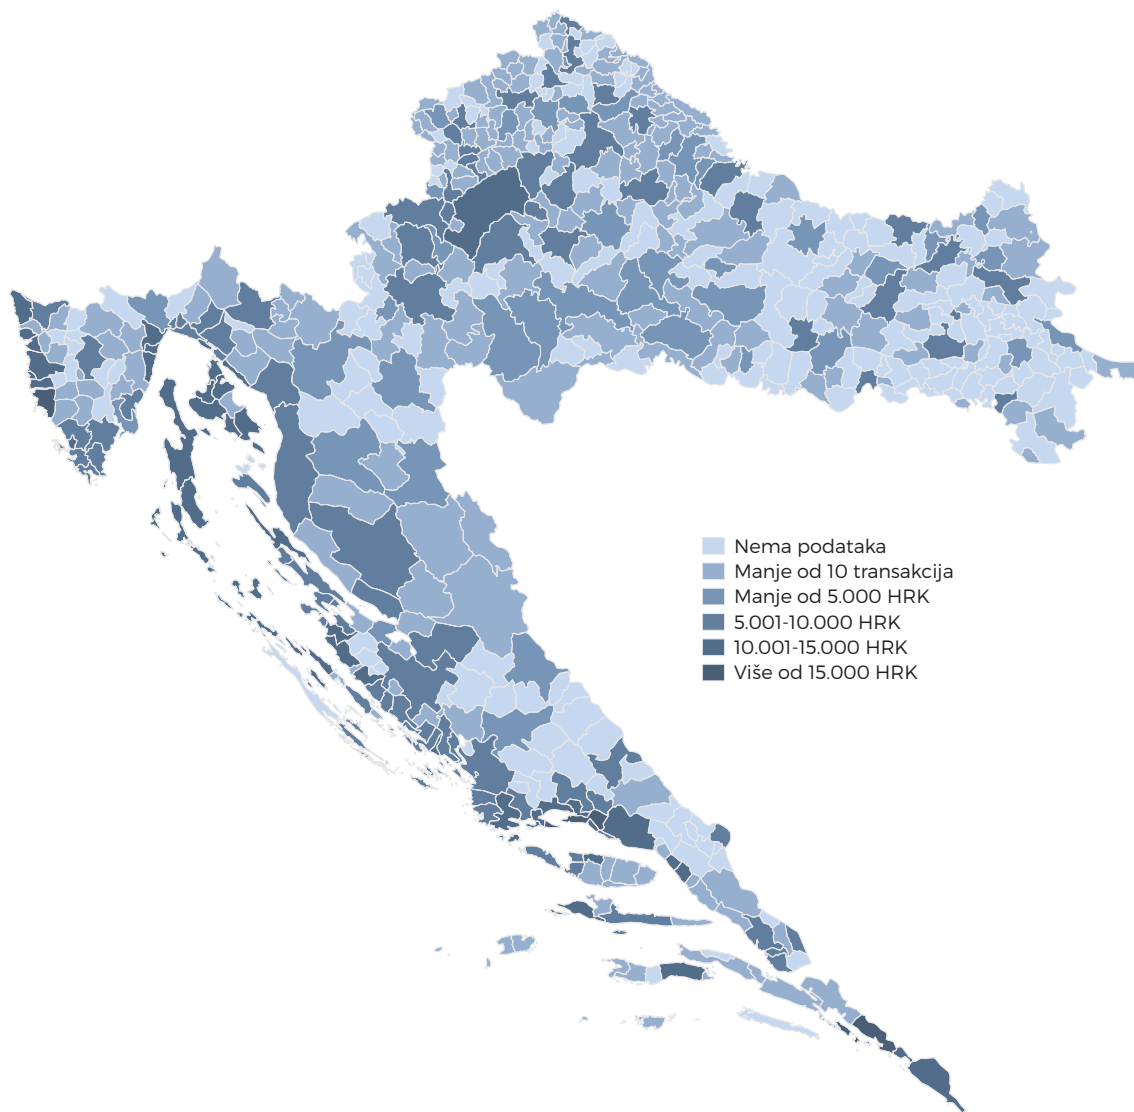 Nema podataka
Manje od 10 transakcija
Manje od 5.000 HRK
5.001-10.000 HRK
10.001-15.000 HRK
Više od 15.000 HRK